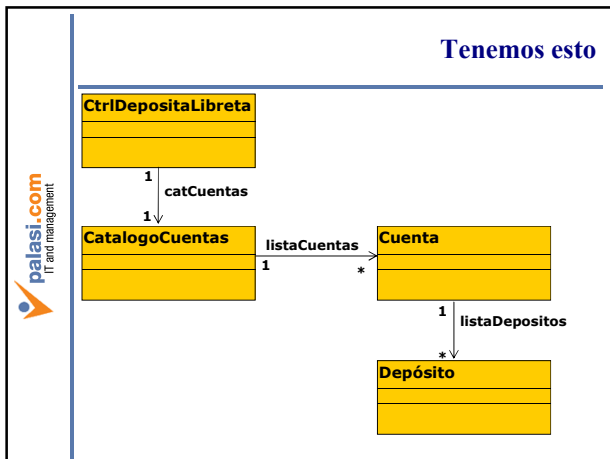 Tenemos esto
CtrlDepositaLibreta
1
catCuentas
1
CatalogoCuentas
listaCuentas
1
*
Cuenta
1
listaDepositos
*
Depósito
palasi.com
IT and management